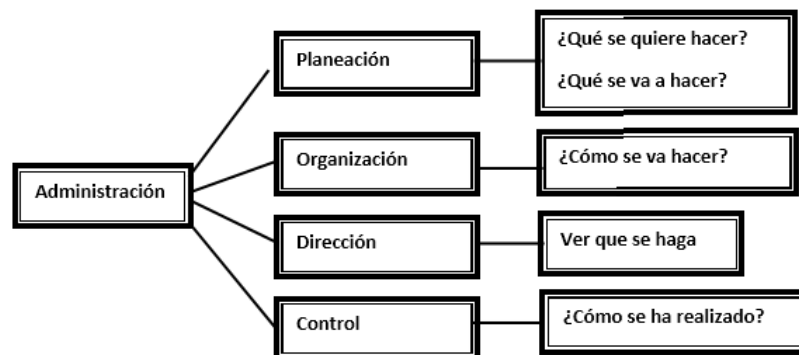 Administración
Planeación
¿Qué se quiere hacer?
¿Qué se va a hacer?
Organización
¿Cómo se va hacer?
Dirección
Ver que se haga
Control
¿Cómo se ha realizado?